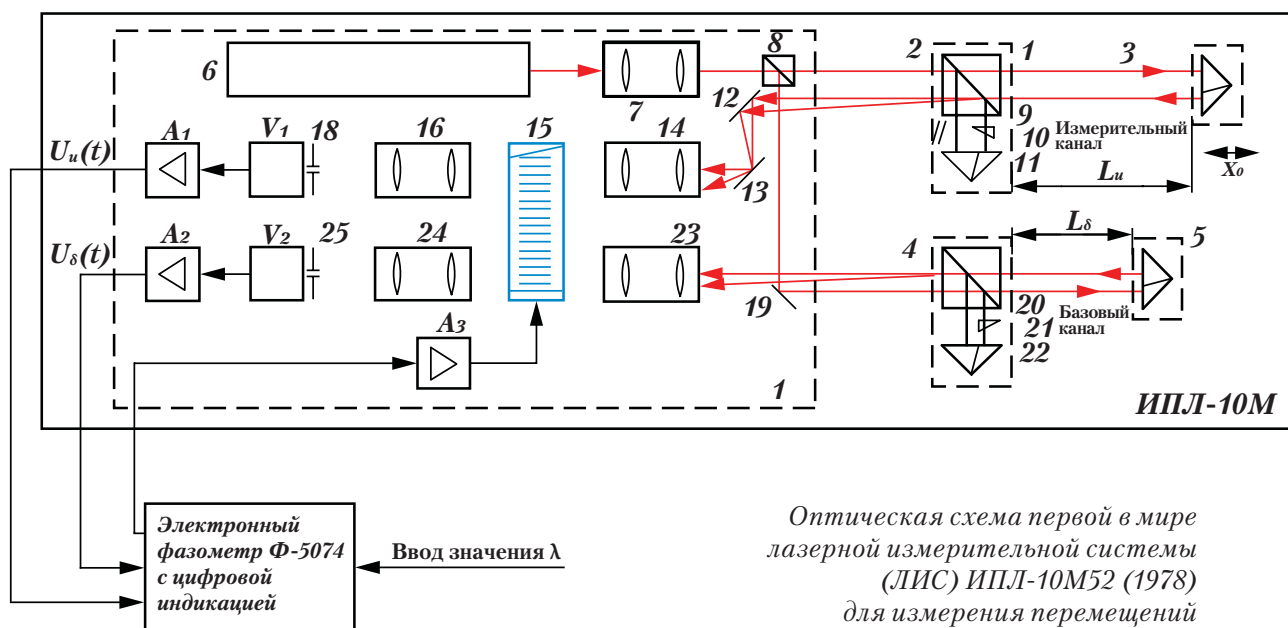 8
6
7
12
2
1
3
9
10
Измерительный
канал
11
Lи
X₀
A₁
V₁
18
16
15
14
13
Uи(t)
A₂
V₂
25
24
23
Uδ(t)
19
4
Lδ
5
20
Базовый
канал
21
22
A₃
1
ИПЛ-10М
Электронный
фазометр Ф-5074
с цифровой
индикацией
Ввод значения λ
Оптическая схема первой в мире
лазерной измерительной системы
(ЛИС) ИПЛ-10М52 (1978)
для измерения перемещений